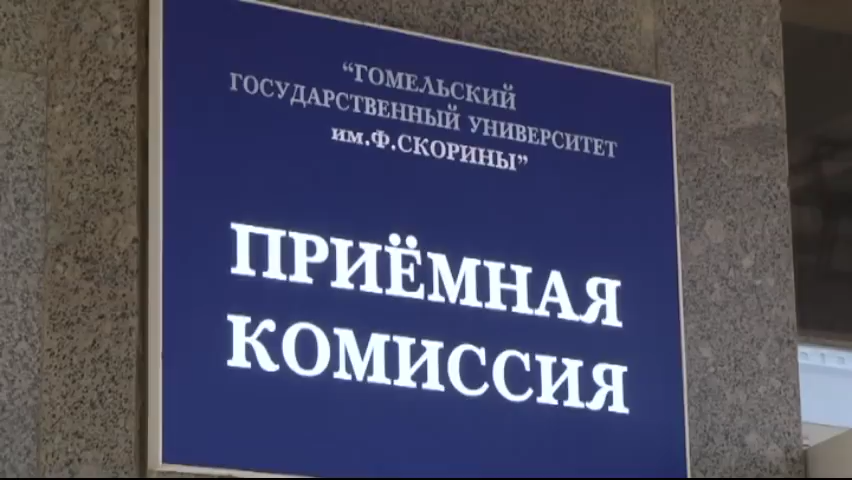 “ГОМЕЛЬСКИЙ
ГОСУДАРСТВЕННЫЙ УНИВЕРСИТЕТ
им.Ф.СКОРИНЫ”
ПРИЁМНАЯ
КОМИССИЯ